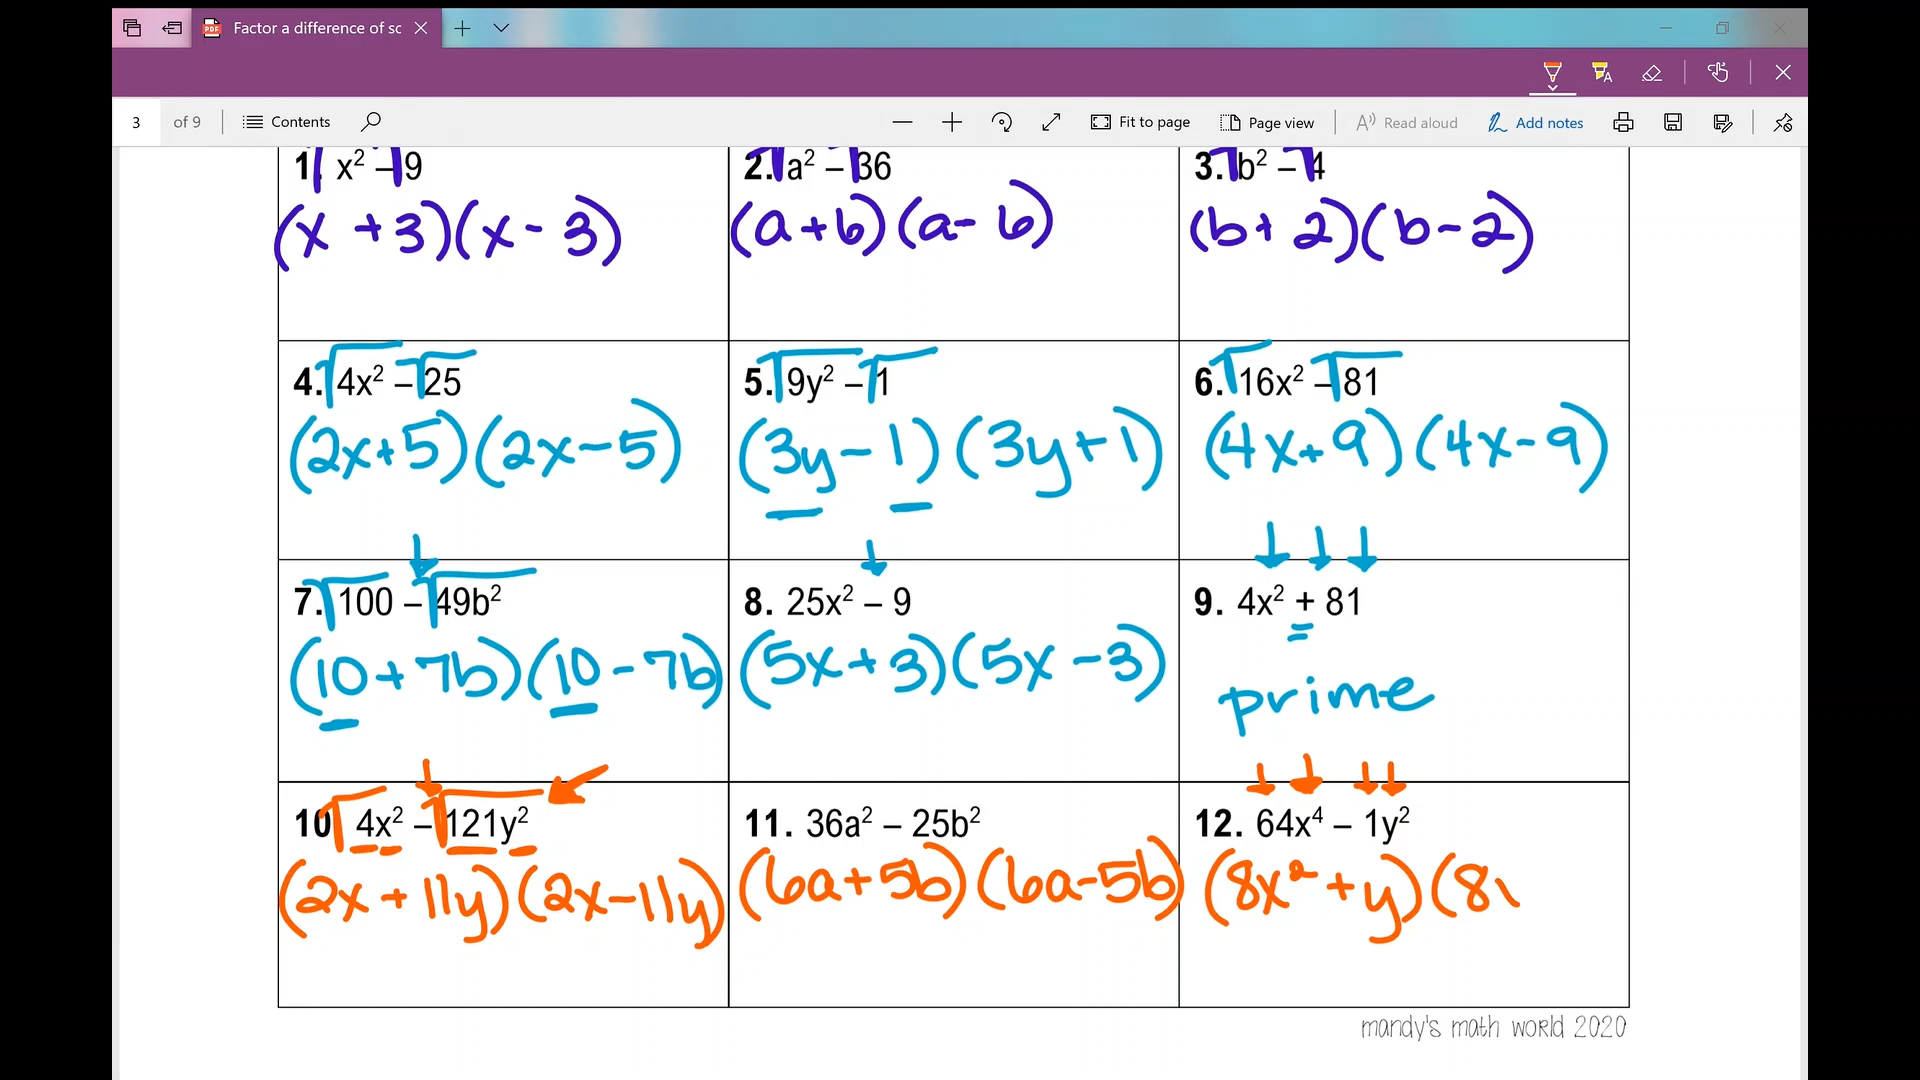 Factor a difference of sc
3 of 9 Contents Fit to page Page view Read aloud Add notes
1. x² – 9 2. a² – 36 3. b² – 4
(x + 3)(x - 3) (a + 6)(a - 6) (b + 2)(b - 2)
4. 4x² – 25 5. 9y² – 1 6. 16x² – 81
(2x + 5)(2x - 5) (3y - 1)(3y + 1) (4x + 9)(4x - 9)
7. 100 – 49b² 8. 25x² – 9 9. 4x² + 81
(10 + 7b)(10 - 7b) (5x + 3)(5x - 3) prime
10 4x² – 121y² 11. 36a² – 25b² 12. 64x⁴ – 1y²
(2x + 11y)(2x - 11y) (6a + 5b)(6a - 5b) (8x² + y)(8
mandy's math world 2020